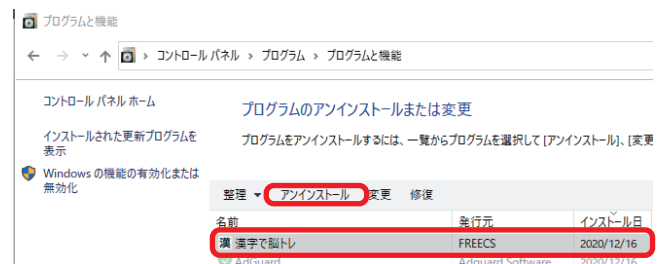 プログラムと機能
コントロール パネル › プログラム › プログラムと機能
コントロール パネル ホーム
インストールされた更新プログラムを
表示
Windows の機能の有効化または
無効化
プログラムのアンインストールまたは変更
プログラムをアンインストールするには、一覧からプログラムを選択して [アンインストール]、[変更
整理 アンインストール 変更 修復
名前 発行元 インストール日
漢 漢字で脳トレ FREECS 2020/12/16
AdGuard Adguard Software 2020/12/16